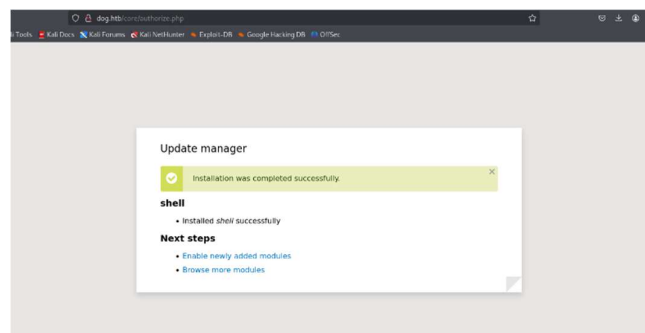 dog.htb/core/authorize.php
Tools Kali Docs Kali Forums Kali NetHunter Exploit-DB Google Hacking DB OffSec
Update manager
Installation was completed successfully.
shell
Installed shell successfully
Next steps
Enable newly added modules
Browse more modules